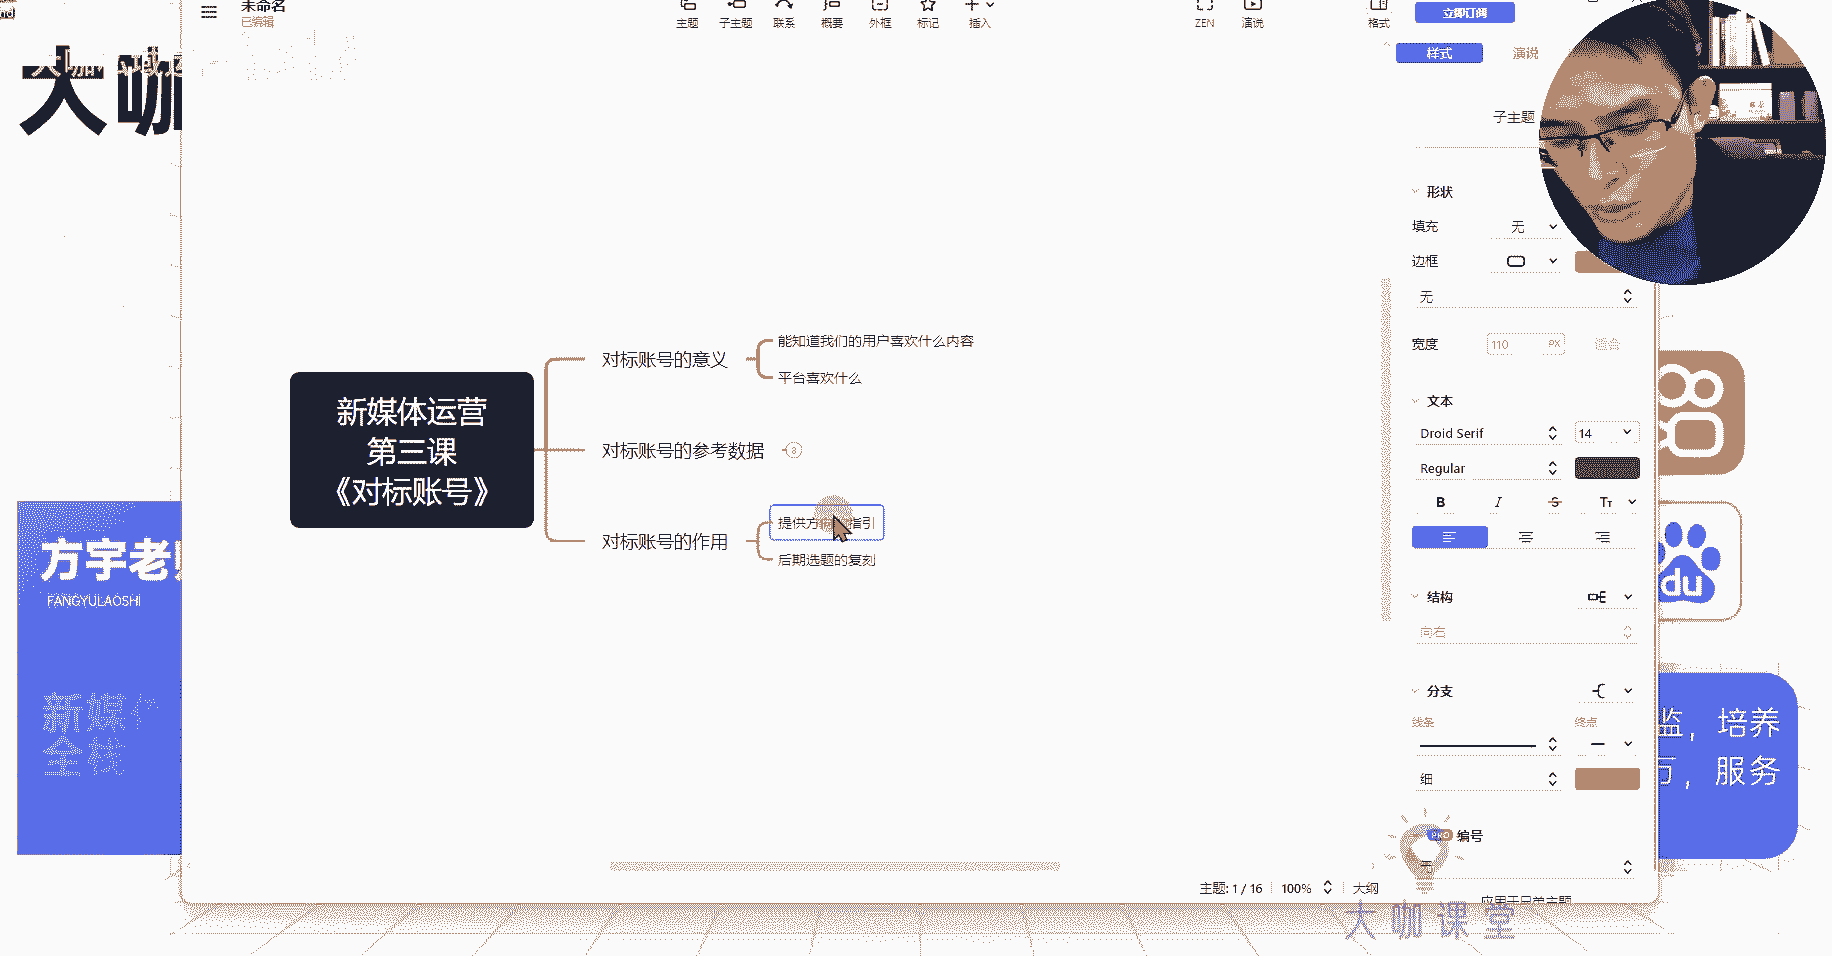 未命名
已编辑
主题
子主题
联系
概要
外框
标记
插入
ZEN
演说
格式
立即订阅
样式
演说
子主题
大咖
形状
填充
无
边框
无
宽度
110
PX
文本
Droid Serif
14
Regular
B
I
S
TT
结构
向右
分支
线条
终点
细
PRO
编号
无
新媒体运营
第三课
《对标账号》
对标账号的意义
能知道我们的用户喜欢什么内容
平台喜欢什么
对标账号的参考数据
3
对标账号的作用
提供方
指引
后期选题的复刻
方宇老
FANGYULAOSHI
新媒
全栈
du
监，培养
万，服务
主题: 1 / 16
100%
大纲
大咖课堂